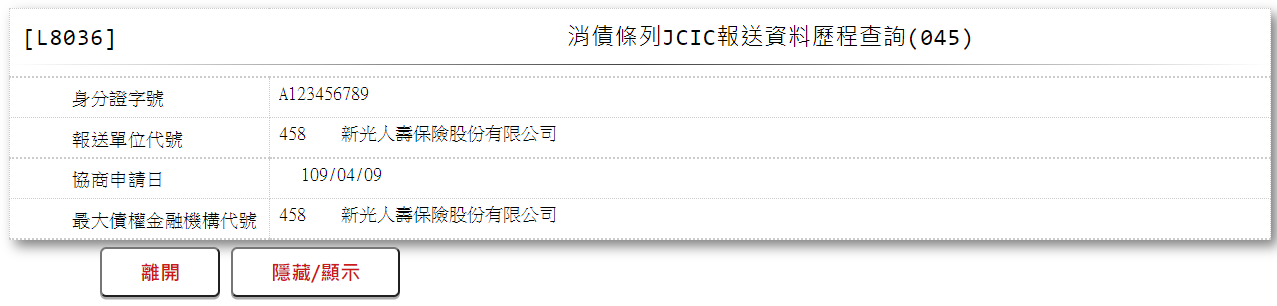 [L8036] 消債條列JCIC報送資料歷程查詢(045)
身分證字號 A123456789
報送單位代號 458 新光人壽保險股份有限公司
協商申請日 109/04/09
最大債權金融機構代號 458 新光人壽保險股份有限公司
離開 隱藏/顯示